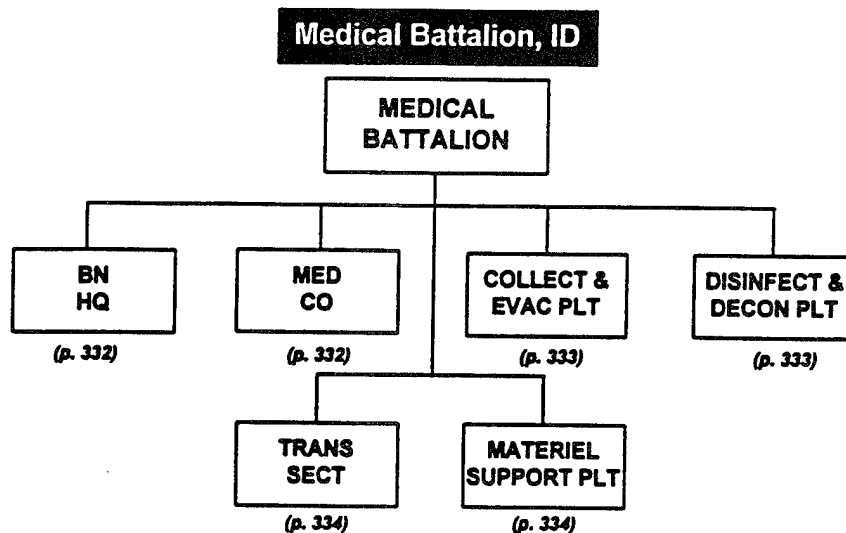 Medical Battalion, ID
MEDICAL
BATTALION
BN
HQ
(p. 332)
MED
CO
(p. 332)
COLLECT &
EVAC PLT
(p. 333)
DISINFECT &
DECON PLT
(p. 333)
TRANS
SECT
(p. 334)
MATERIEL
SUPPORT PLT
(p. 334)